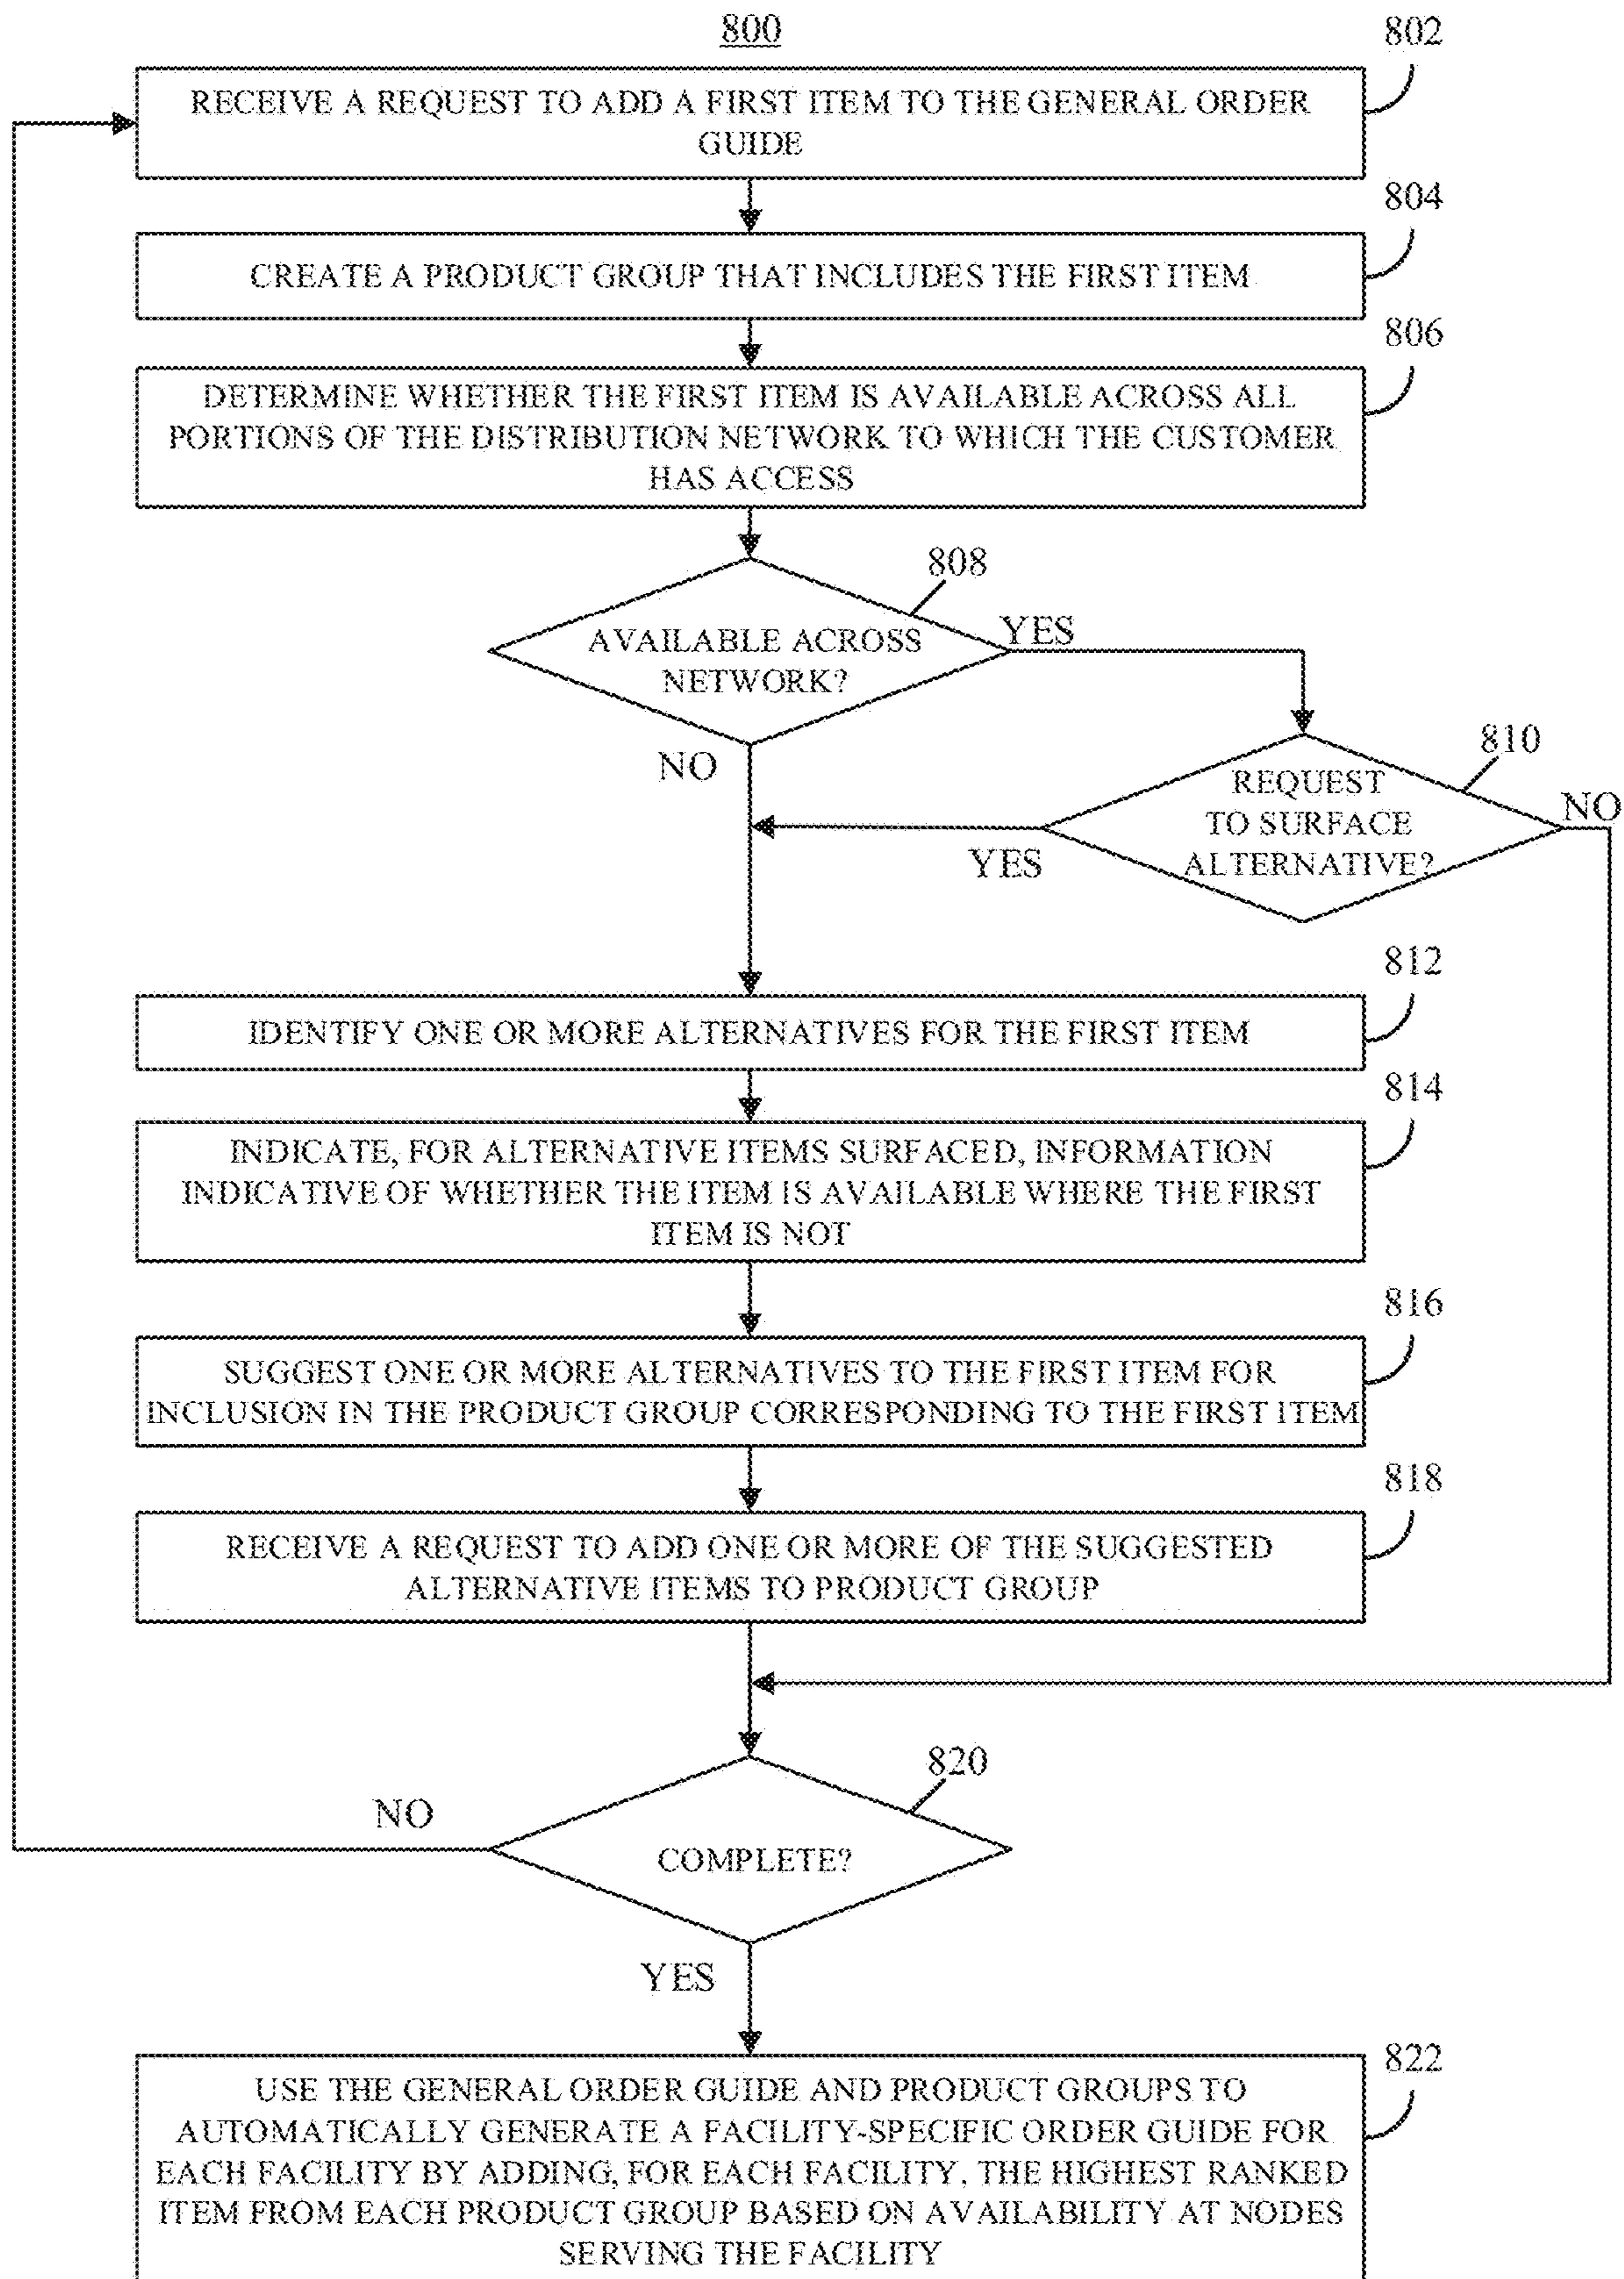 800
802
RECEIVE A REQUEST TO ADD A FIRST ITEM TO THE GENERAL ORDER
GUIDE
804
CREATE A PRODUCT GROUP THAT INCLUDES THE FIRST ITEM
806
DETERMINE WHETHER THE FIRST ITEM IS AVAILABLE ACROSS ALL
PORTIONS OF THE DISTRIBUTION NETWORK TO WHICH THE CUSTOMER
HAS ACCESS
808
AVAILABLE ACROSS
NETWORK?
YES
NO
810
REQUEST
TO SURFACE
ALTERNATIVE?
NO
YES
812
IDENTIFY ONE OR MORE ALTERNATIVES FOR THE FIRST ITEM
814
INDICATE, FOR ALTERNATIVE ITEMS SURFACED, INFORMATION
INDICATIVE OF WHETHER THE ITEM IS AVAILABLE WHERE THE FIRST
ITEM IS NOT
816
SUGGEST ONE OR MORE ALTERNATIVES TO THE FIRST ITEM FOR
INCLUSION IN THE PRODUCT GROUP CORRESPONDING TO THE FIRST ITEM
818
RECEIVE A REQUEST TO ADD ONE OR MORE OF THE SUGGESTED
ALTERNATIVE ITEMS TO PRODUCT GROUP
820
NO
COMPLETE?
YES
822
USE THE GENERAL ORDER GUIDE AND PRODUCT GROUPS TO
AUTOMATICALLY GENERATE A FACILITY-SPECIFIC ORDER GUIDE FOR
EACH FACILITY BY ADDING, FOR EACH FACILITY, THE HIGHEST RANKED
ITEM FROM EACH PRODUCT GROUP BASED ON AVAILABILITY AT NODES
SERVING THE FACILITY